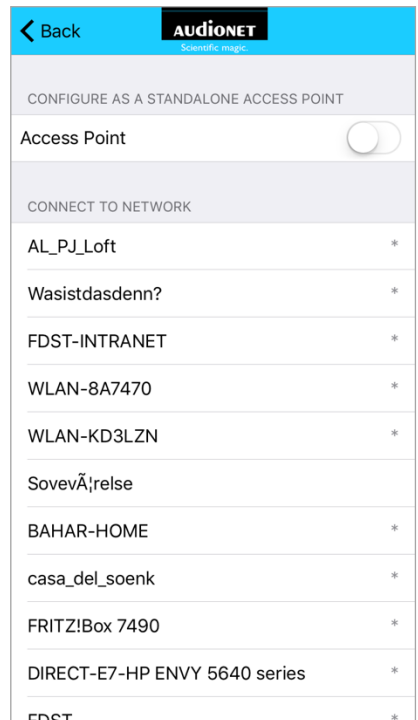 Back
AUDIONET
Scientific magic.
CONFIGURE AS A STANDALONE ACCESS POINT
Access Point
CONNECT TO NETWORK
AL_PJ_Loft *
Wasistdasdenn? *
FDST-INTRANET *
WLAN-8A7470 *
WLAN-KD3LZN *
SovevÃ¦relse
BAHAR-HOME *
casa_del_soenk *
FRITZ!Box 7490 *
DIRECT-E7-HP ENVY 5640 series *
FDST *